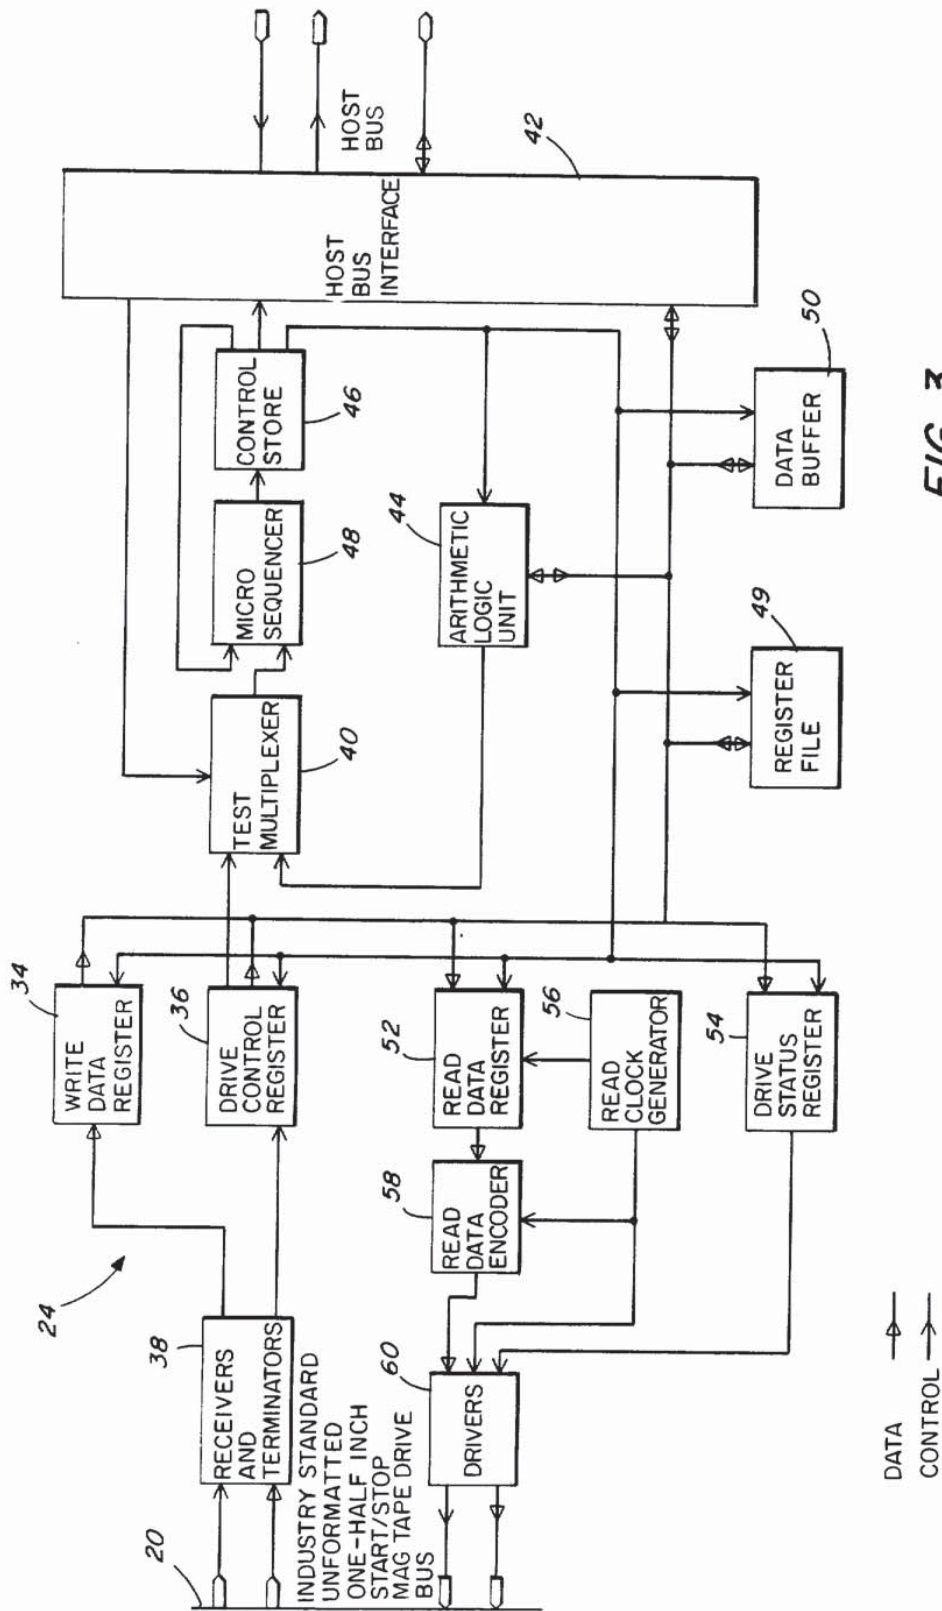 20
24
RECEIVERS
AND
TERMINATORS
38
INDUSTRY STANDARD
UNFORMATTED
ONE-HALF INCH
START/STOP
MAG TAPE DRIVE
BUS
WRITE
DATA
REGISTER
34
DRIVE
CONTROL
REGISTER
36
TEST
MULTIPLEXER
40
MICRO
SEQUENCER
48
CONTROL
STORE
46
HOST
BUS
INTERFACE
42
HOST
BUS
ARITHMETIC
LOGIC
UNIT
44
DRIVERS
60
READ
DATA
ENCODER
58
READ DATA
REGISTER
52
READ
CLOCK
GENERATOR
56
DRIVE
STATUS
REGISTER
54
REGISTER
FILE
49
DATA
BUFFER
50
DATA
CONTROL
FIG. 3